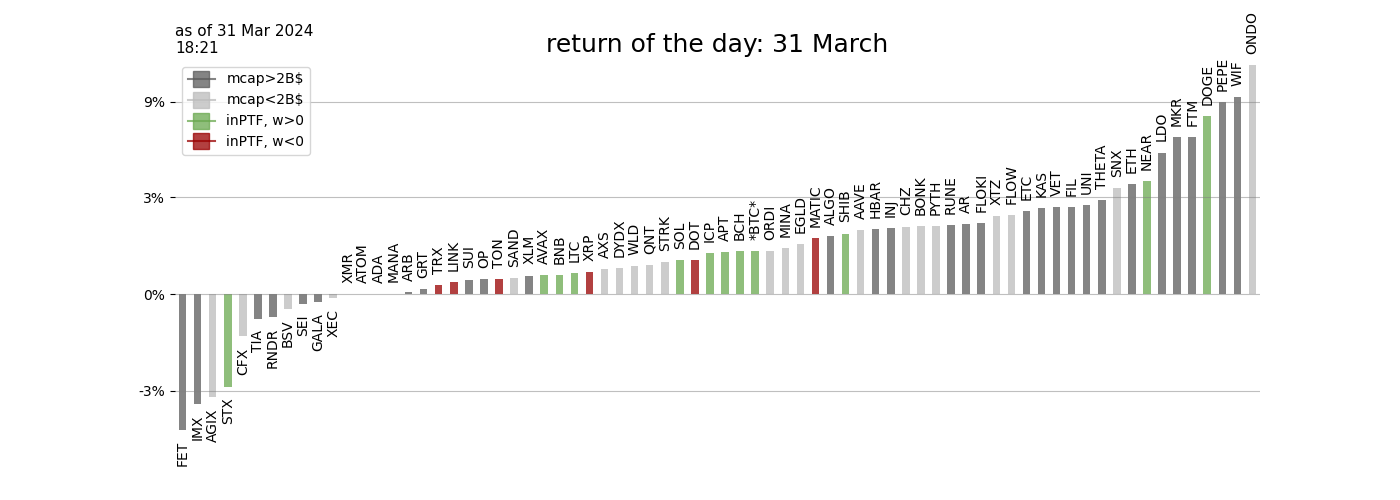 as of 31 Mar 2024
18:21
return of the day: 31 March
mcap>2B$
mcap<2B$
inPTF, w>0
inPTF, w<0
9%
3%
0%
-3%
FET
IMX
AGIX
STX
CFX
TIA
RNDR
BSV
SEI
GALA
XEC
XMR
ATOM
ADA
MANA
ARB
GRT
TRX
LINK
SUI
OP
TON
SAND
XLM
AVAX
BNB
LTC
XRP
AXS
DYDX
WLD
QNT
STRK
SOL
DOT
ICP
APT
BCH
*BTC*
ORDI
MINA
EGLD
MATIC
ALGO
SHIB
AAVE
HBAR
INJ
CHZ
BONK
PYTH
RUNE
AR
FLOKI
XTZ
FLOW
ETC
KAS
VET
FIL
UNI
THETA
SNX
ETH
NEAR
LDO
MKR
FTM
DOGE
PEPE
WIF
ONDO